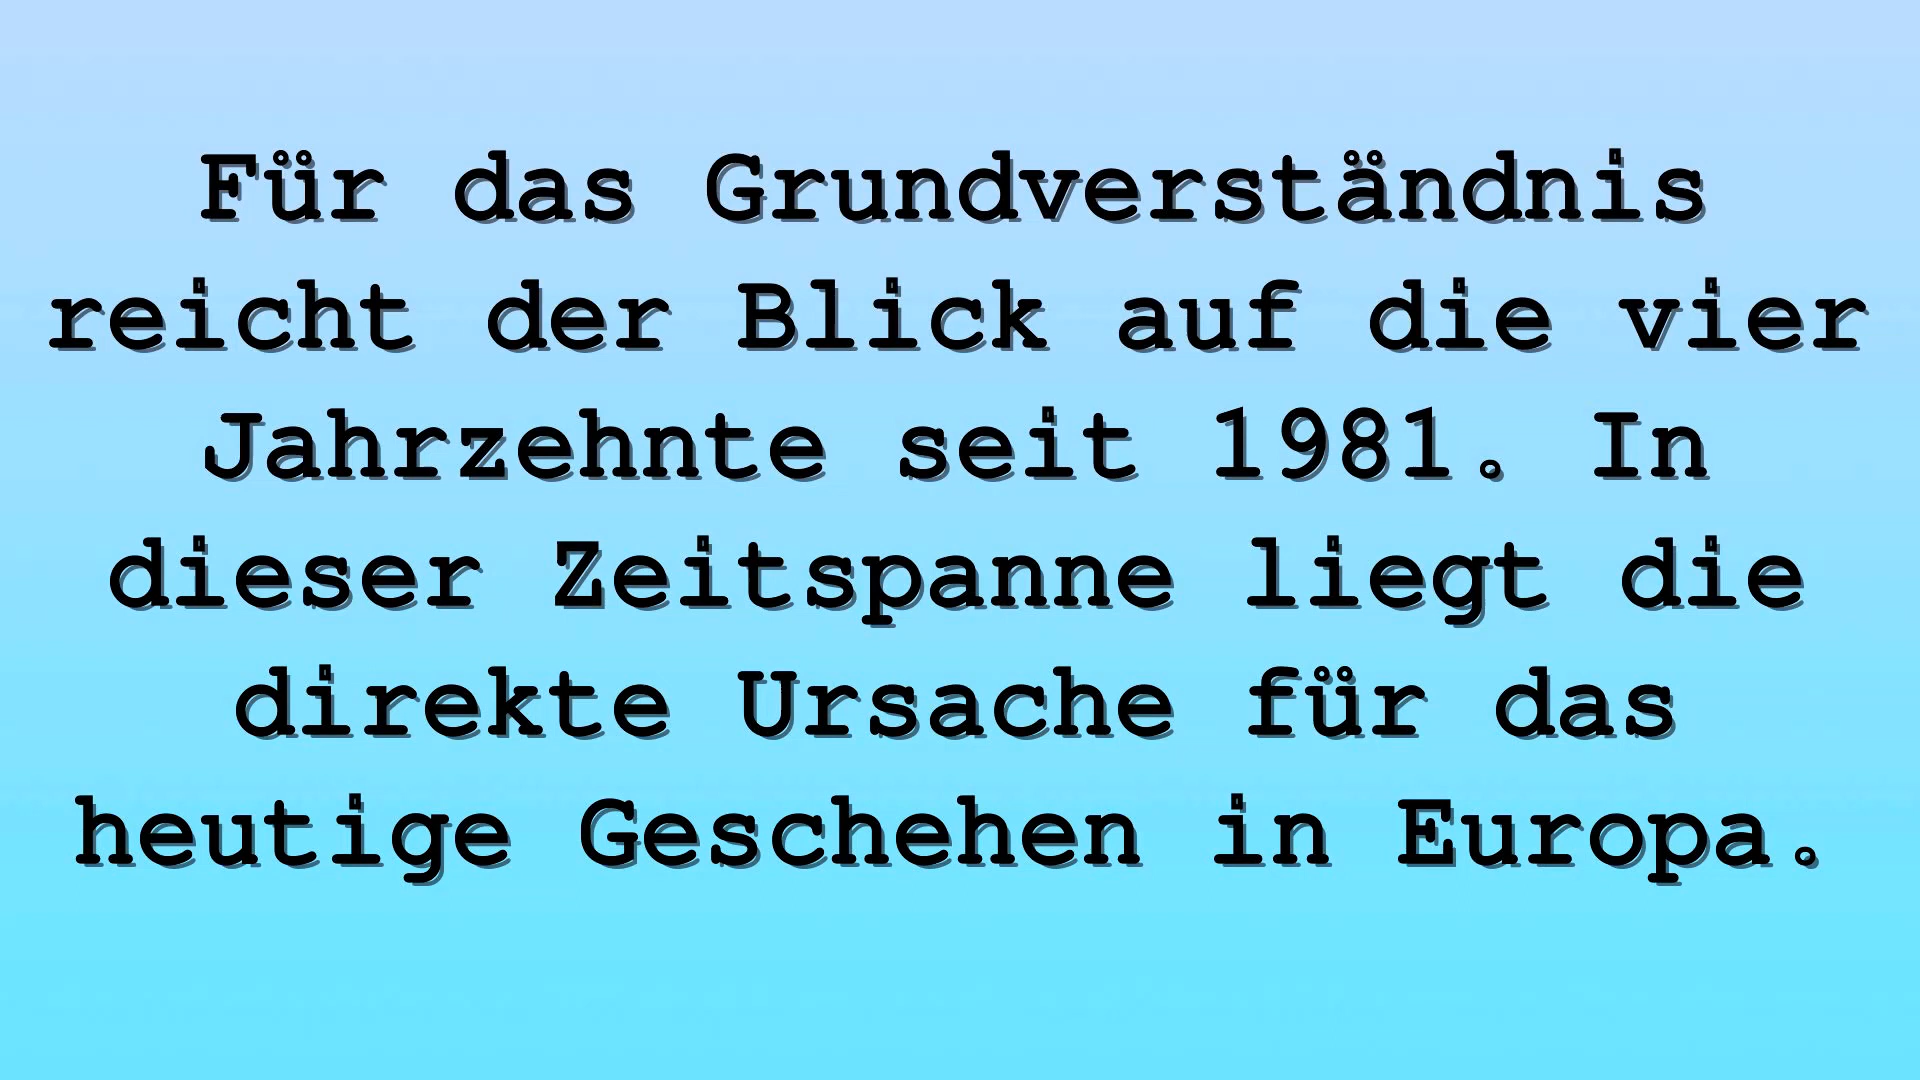 Für das Grundverständnis
reicht der Blick auf die vier
Jahrzehnte seit 1981. In
dieser Zeitspanne liegt die
direkte Ursache für das
heutige Geschehen in Europa.